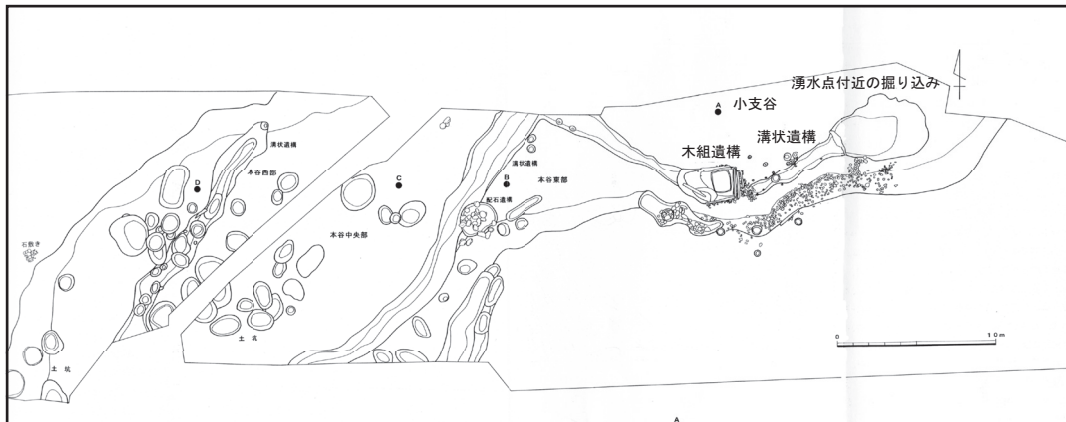 湧水点付近の掘り込み
A
小支谷
溝状遺構
木組遺構
溝状遺構
本谷西部
D
溝状遺構
B
本谷東部
C
配石遺構
石敷き
本谷中央部
土坑
土坑
0
10m
A